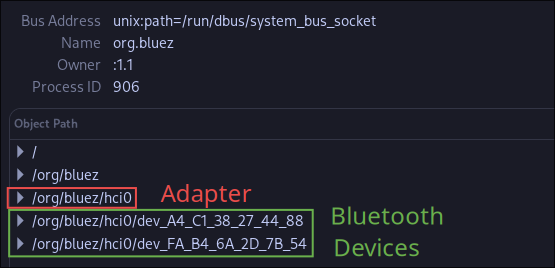 Bus Address unix:path=/run/dbus/system_bus_socket
Name org.bluez
Owner :1.1
Process ID 906
Object Path
/
/org/bluez
/org/bluez/hci0 Adapter
/org/bluez/hci0/dev_A4_C1_38_27_44_88 Bluetooth
/org/bluez/hci0/dev_FA_B4_6A_2D_7B_54 Devices